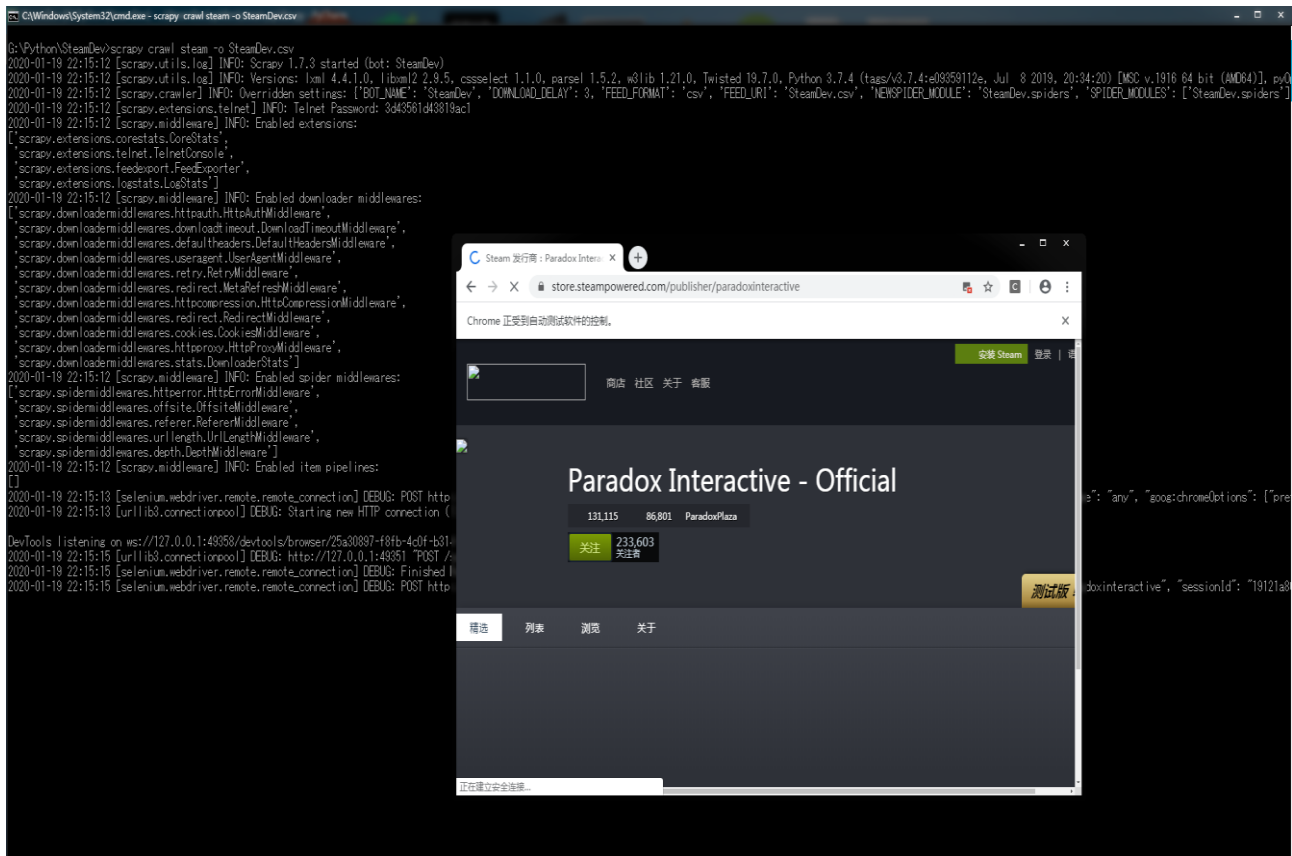 C:\Windows\System32\cmd.exe - scrapy crawl steam -o SteamDev.csv
G:\Python\SteamDev>scrapy crawl steam -o SteamDev.csv
2020-01-19 22:15:12 [scrapy.utils.log] INFO: Scrapy 1.7.3 started (bot: SteamDev)
2020-01-19 22:15:12 [scrapy.utils.log] INFO: Versions: lxml 4.4.1.0, libxml2 2.9.5, cssselect 1.1.0, parsel 1.5.2, w3lib 1.21.0, Twisted 19.7.0, Python 3.7.4 (tags/v3.7.4:e09359112e, Jul  8 2019, 20:34:20) [MSC v.1916 64 bit (AMD64)], pyO
2020-01-19 22:15:12 [scrapy.crawler] INFO: Overridden settings: {'BOT_NAME': 'SteamDev', 'DOWNLOAD_DELAY': 3, 'FEED_FORMAT': 'csv', 'FEED_URI': 'SteamDev.csv', 'NEWSPIDER_MODULE': 'SteamDev.spiders', 'SPIDER_MODULES': ['SteamDev.spiders']
2020-01-19 22:15:12 [scrapy.extensions.telnet] INFO: Telnet Password: 3d43561d43819ac1
2020-01-19 22:15:12 [scrapy.middleware] INFO: Enabled extensions:
['scrapy.extensions.corestats.CoreStats',
 'scrapy.extensions.telnet.TelnetConsole',
 'scrapy.extensions.feedexport.FeedExporter',
 'scrapy.extensions.logstats.LogStats']
2020-01-19 22:15:12 [scrapy.middleware] INFO: Enabled downloader middlewares:
['scrapy.downloadermiddlewares.httpauth.HttpAuthMiddleware',
 'scrapy.downloadermiddlewares.downloadtimeout.DownloadTimeoutMiddleware',
 'scrapy.downloadermiddlewares.defaultheaders.DefaultHeadersMiddleware',
 'scrapy.downloadermiddlewares.useragent.UserAgentMiddleware',
 'scrapy.downloadermiddlewares.retry.RetryMiddleware',
 'scrapy.downloadermiddlewares.redirect.MetaRefreshMiddleware',
 'scrapy.downloadermiddlewares.httpcompression.HttpCompressionMiddleware',
 'scrapy.downloadermiddlewares.redirect.RedirectMiddleware',
 'scrapy.downloadermiddlewares.cookies.CookiesMiddleware',
 'scrapy.downloadermiddlewares.httpproxy.HttpProxyMiddleware',
 'scrapy.downloadermiddlewares.stats.DownloaderStats']
2020-01-19 22:15:12 [scrapy.middleware] INFO: Enabled spider middlewares:
['scrapy.spidermiddlewares.httperror.HttpErrorMiddleware',
 'scrapy.spidermiddlewares.offsite.OffsiteMiddleware',
 'scrapy.spidermiddlewares.referer.RefererMiddleware',
 'scrapy.spidermiddlewares.urllength.UrlLengthMiddleware',
 'scrapy.spidermiddlewares.depth.DepthMiddleware']
2020-01-19 22:15:12 [scrapy.middleware] INFO: Enabled item pipelines:
[]
2020-01-19 22:15:13 [selenium.webdriver.remote.remote_connection] DEBUG: POST http
e": "any", "goog:chromeOptions": ["pre
2020-01-19 22:15:13 [urllib3.connectionpool] DEBUG: Starting new HTTP connection (
DevTools listening on ws://127.0.0.1:49358/devtools/browser/25a30897-f8fb-4c0f-b314
2020-01-19 22:15:15 [urllib3.connectionpool] DEBUG: http://127.0.0.1:49351 "POST /s
2020-01-19 22:15:15 [selenium.webdriver.remote.remote_connection] DEBUG: Finished
2020-01-19 22:15:15 [selenium.webdriver.remote.remote_connection] DEBUG: POST http
doxinteractive", "sessionId": "19121a8
Steam 发行商：Paradox Intera
store.steampowered.com/publisher/paradoxinteractive
Chrome 正受到自动测试软件的控制。
安装 Steam 登录 | 语
商店 社区 关于 客服
Paradox Interactive - Official
131,115 86,801 ParadoxPlaza
关注 233,603
关注者
测试版
精选 列表 浏览 关于
正在建立安全连接...